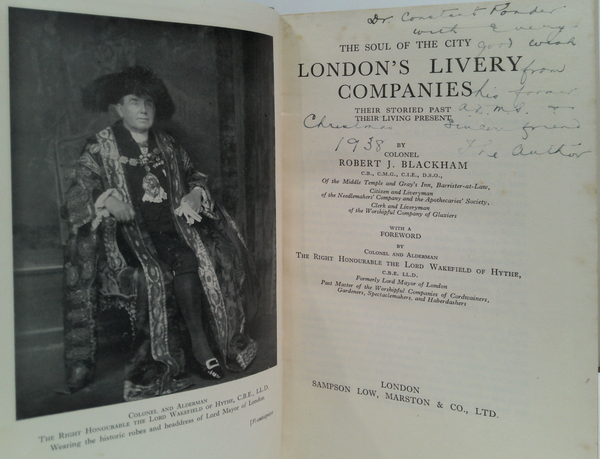 COLONEL AND ALDERMAN
THE RIGHT HONOURABLE THE LORD WAKEFIELD OF HYTHE, C.B.E., LL.D.
Wearing the historic robes and headdress of Lord Mayor of London
[Frontispiece
Dr. Constant Ponder
with every
good wish
from
his former
Christmas
sincere friend
1938
The Author
THE SOUL OF THE CITY
LONDON'S LIVERY
COMPANIES
THEIR STORIED PAST
THEIR LIVING PRESENT
BY
COLONEL
ROBERT J. BLACKHAM
C.B., C.M.G., C.I.E., D.S.O.,
Of the Middle Temple and Gray's Inn, Barrister-at-Law,
Citizen and Liveryman
of the Needlemakers' Company and the Apothecaries' Society,
Clerk and Liveryman
of the Worshipful Company of Glaziers
WITH A
FOREWORD
BY
COLONEL AND ALDERMAN
THE RIGHT HONOURABLE THE LORD WAKEFIELD OF HYTHE,
C.B.E. LL.D.
Formerly Lord Mayor of London
Past Master of the Worshipful Companies of Cordwainers,
Gardeners, Spectaclemakers, and Haberdashers
LONDON
SAMPSON LOW, MARSTON & CO., LTD.